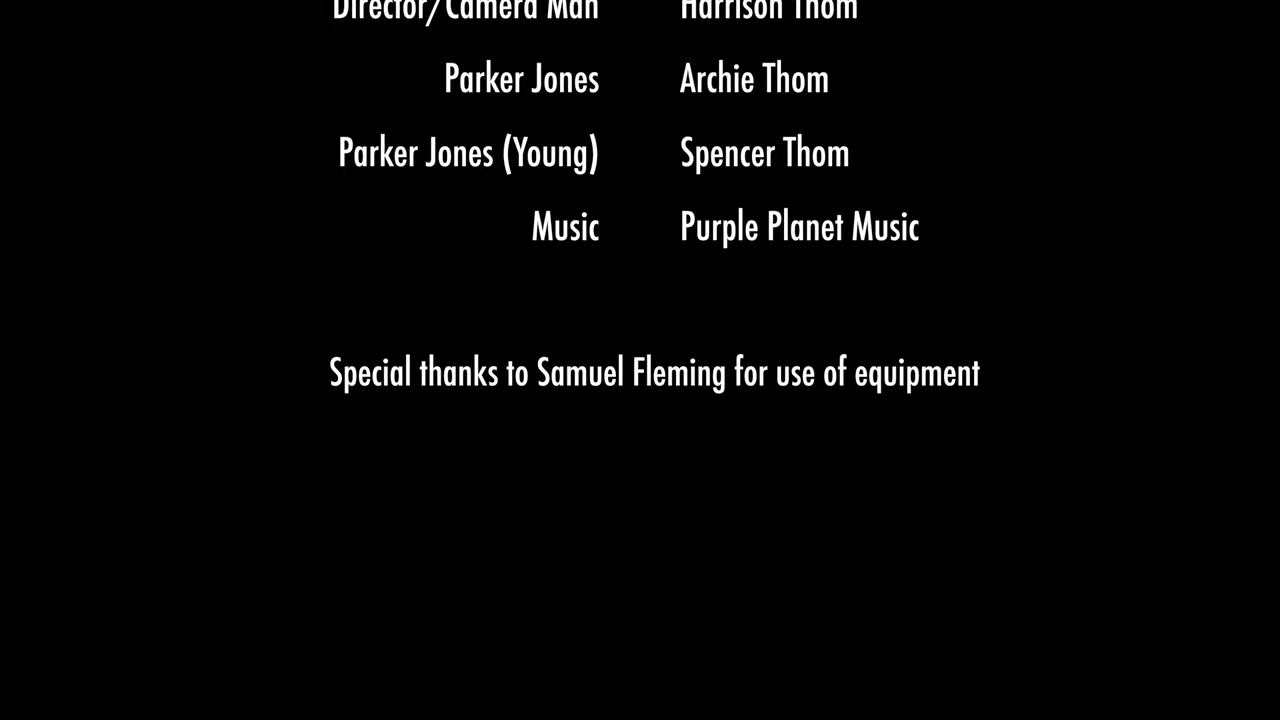 Director/Camera Man Harrison Thom
Parker Jones Archie Thom
Parker Jones (Young) Spencer Thom
Music Purple Planet Music
Special thanks to Samuel Fleming for use of equipment